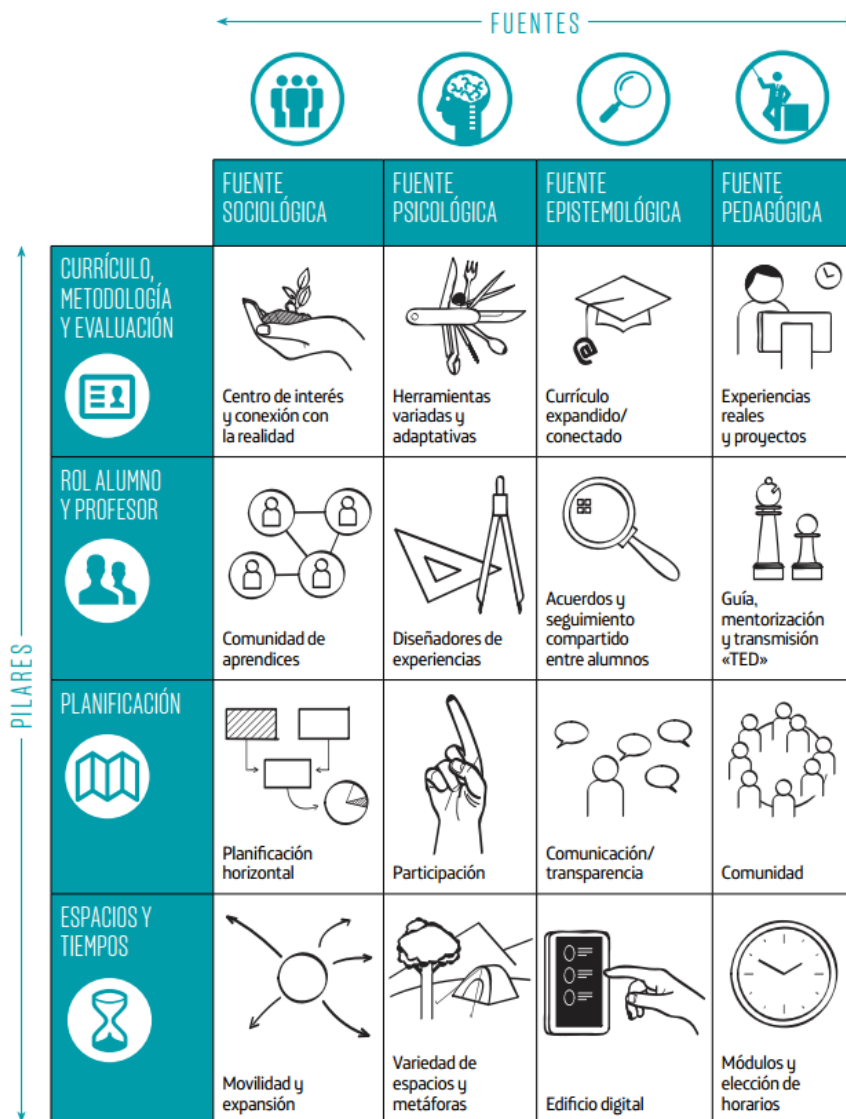 FUENTES
FUENTE
SOCIOLÓGICA
FUENTE
PSICOLÓGICA
FUENTE
EPISTEMOLÓGICA
FUENTE
PEDAGÓGICA
PILARES
CURRÍCULO,
METODOLOGÍA
Y EVALUACIÓN
Centro de interés
y conexión con
la realidad
Herramientas
variadas y
adaptativas
@
Currículo
expandido/
conectado
Experiencias
reales
y proyectos
ROL ALUMNO
Y PROFESOR
Comunidad de
aprendices
Diseñadores de
experiencias
Acuerdos y
seguimiento
compartido
entre alumnos
Guía,
mentorización
y transmisión
«TED»
PLANIFICACIÓN
Planificación
horizontal
Participación
Comunicación/
transparencia
Comunidad
ESPACIOS Y
TIEMPOS
Movilidad y
expansión
Variedad de
espacios y
metáforas
Edificio digital
Módulos y
elección de
horarios